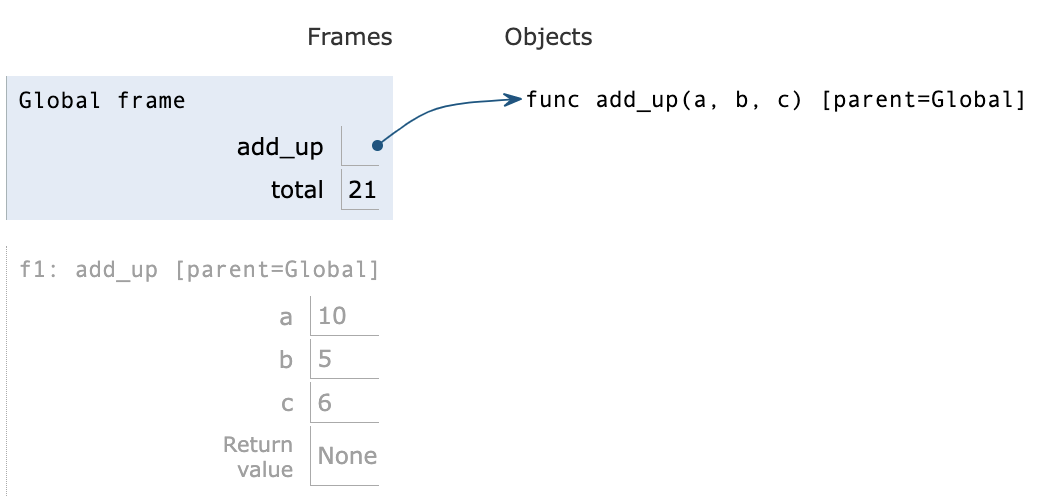 Frames Objects
Global frame
func add_up(a, b, c) [parent=Global]
add_up
total 21
f1: add_up [parent=Global]
a 10
b 5
c 6
Return
value None